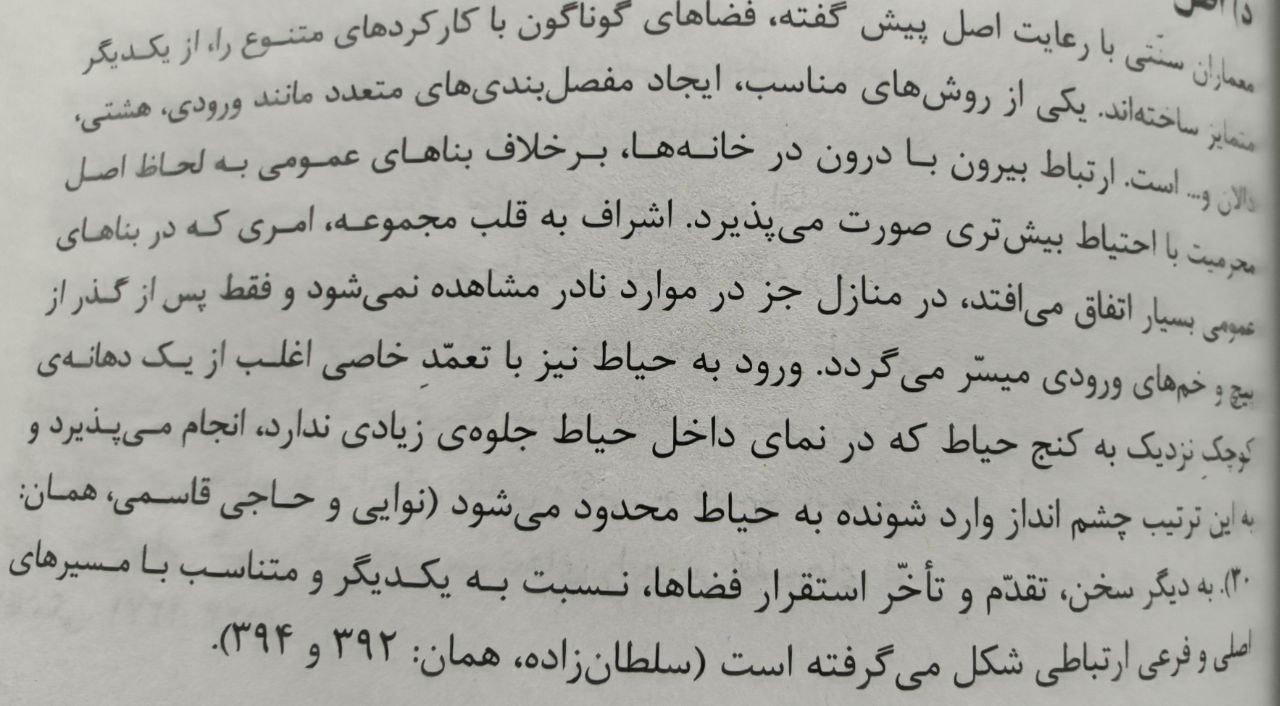 د) اصل
معماران سنّتی با رعایت اصل پیش گفته، فضاهای گوناگون با کارکردهای متنوع را، از یکدیگر
متمایز ساخته‌اند. یکی از روش‌های مناسب، ایجاد مفصل‌بندی‌های متعدد مانند ورودی، هشتی،
دالان و... است. ارتباط بیرون با درون در خانه‌ها، برخلاف بناهای عمومی به لحاظ اصل
محرمیت با احتیاط بیش‌تری صورت می‌پذیرد. اشراف به قلب مجموعه، امری که در بناهای
عمومی بسیار اتفاق می‌افتد، در منازل جز در موارد نادر مشاهده نمی‌شود و فقط پس از گذر از
پیچ و خم‌های ورودی میسّر می‌گردد. ورود به حیاط نیز با تعمّدِ خاصی اغلب از یک دهانه‌ی
کوچکِ نزدیک به کنج حیاط که در نمای داخل حیاط جلوه‌ی زیادی ندارد، انجام می‌پذیرد و
به این ترتیب چشم انداز وارد شونده به حیاط محدود می‌شود (نوایی و حاجی قاسمی، همان:
۳۰). به دیگر سخن، تقدّم و تأخّر استقرار فضاها، نسبت به یکدیگر و متناسب با مسیرهای
اصلی و فرعی ارتباطی شکل می‌گرفته است (سلطان‌زاده، همان: ۳۹۲ و ۳۹۴).